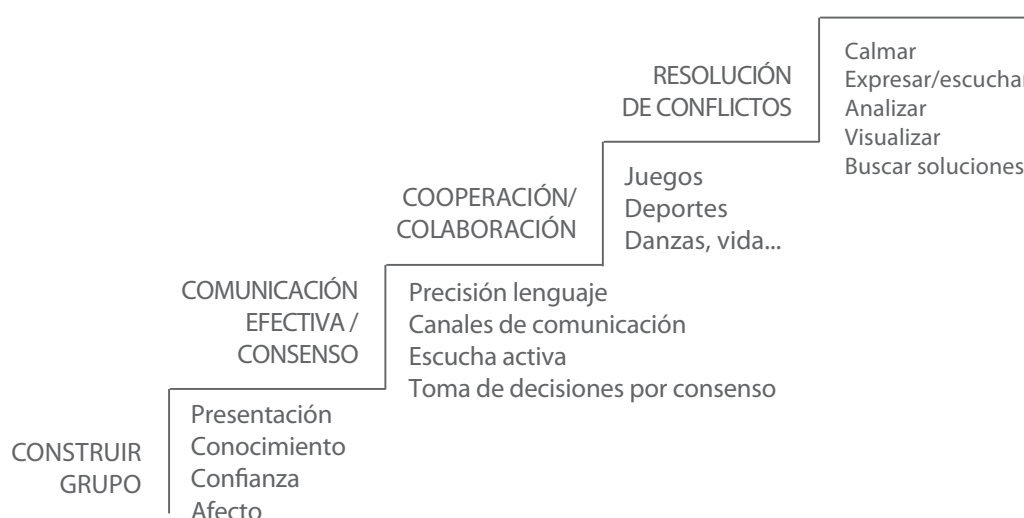 RESOLUCIÓN
DE CONFLICTOS
Calmar
Expresar/escuchar
Analizar
Visualizar
Buscar soluciones
COOPERACIÓN/
COLABORACIÓN
Juegos
Deportes
Danzas, vida...
COMUNICACIÓN
EFECTIVA /
CONSENSO
Precisión lenguaje
Canales de comunicación
Escucha activa
Toma de decisiones por consenso
CONSTRUIR
GRUPO
Presentación
Conocimiento
Confianza
Afecto